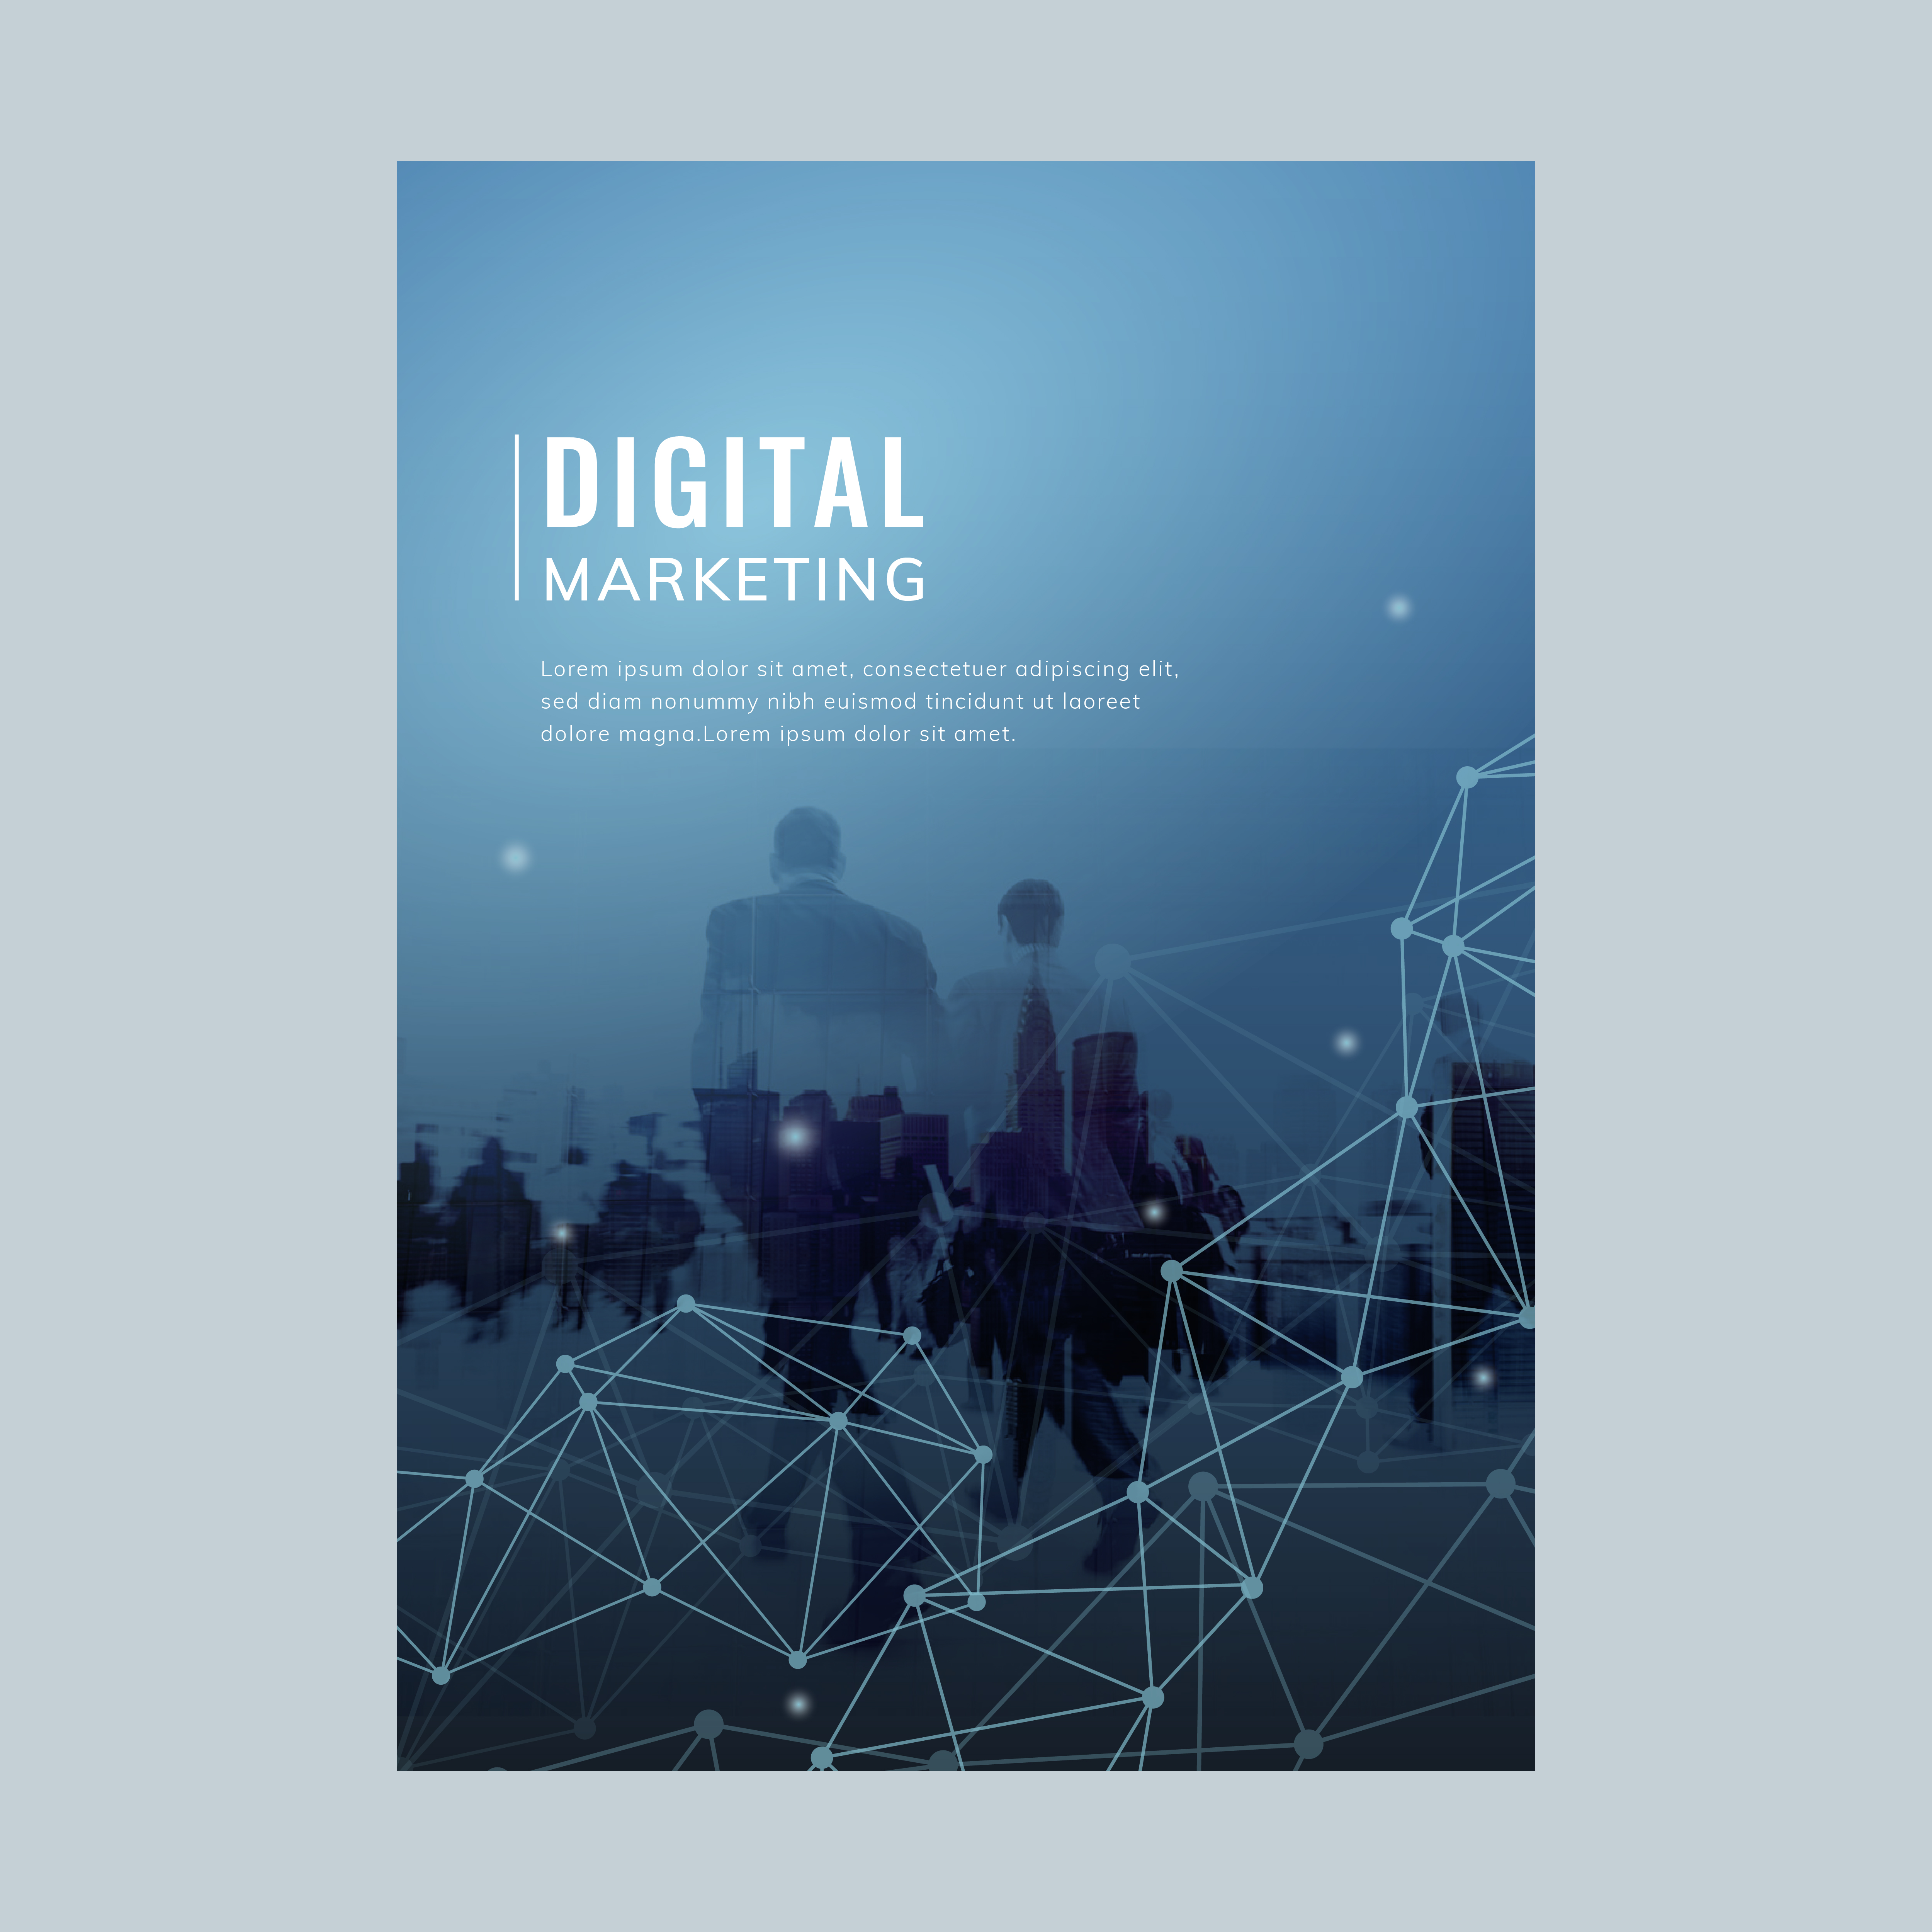 DIGITAL
MARKETING
Lorem ipsum dolor sit amet, consectetuer adipiscing elit,
sed diam nonummy nibh euismod tincidunt ut laoreet
dolore magna.Lorem ipsum dolor sit amet.